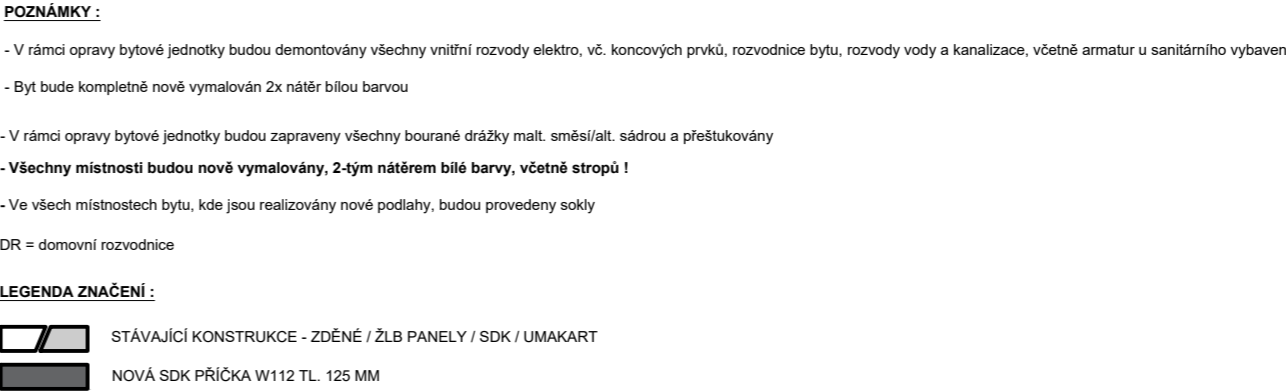 POZNÁMKY :
- V rámci opravy bytové jednotky budou demontovány všechny vnitřní rozvody elektro, vč. koncových prvků, rozvodnice bytu, rozvody vody a kanalizace, včetně armatur u sanitárního vybaven
- Byt bude kompletně nově vymalován 2x nátěr bílou barvou
- V rámci opravy bytové jednotky budou zapraveny všechny bourané drážky malt. směsí/alt. sádrou a přeštukovány
- Všechny místnosti budou nově vymalovány, 2-tým nátěrem bílé barvy, včetně stropů !
- Ve všech místnostech bytu, kde jsou realizovány nové podlahy, budou provedeny sokly
DR = domovní rozvodnice
LEGENDA ZNAČENÍ :
STÁVAJÍCÍ KONSTRUKCE - ZDĚNÉ / ŽLB PANELY / SDK / UMAKART
NOVÁ SDK PŘÍČKA W112 TL. 125 MM